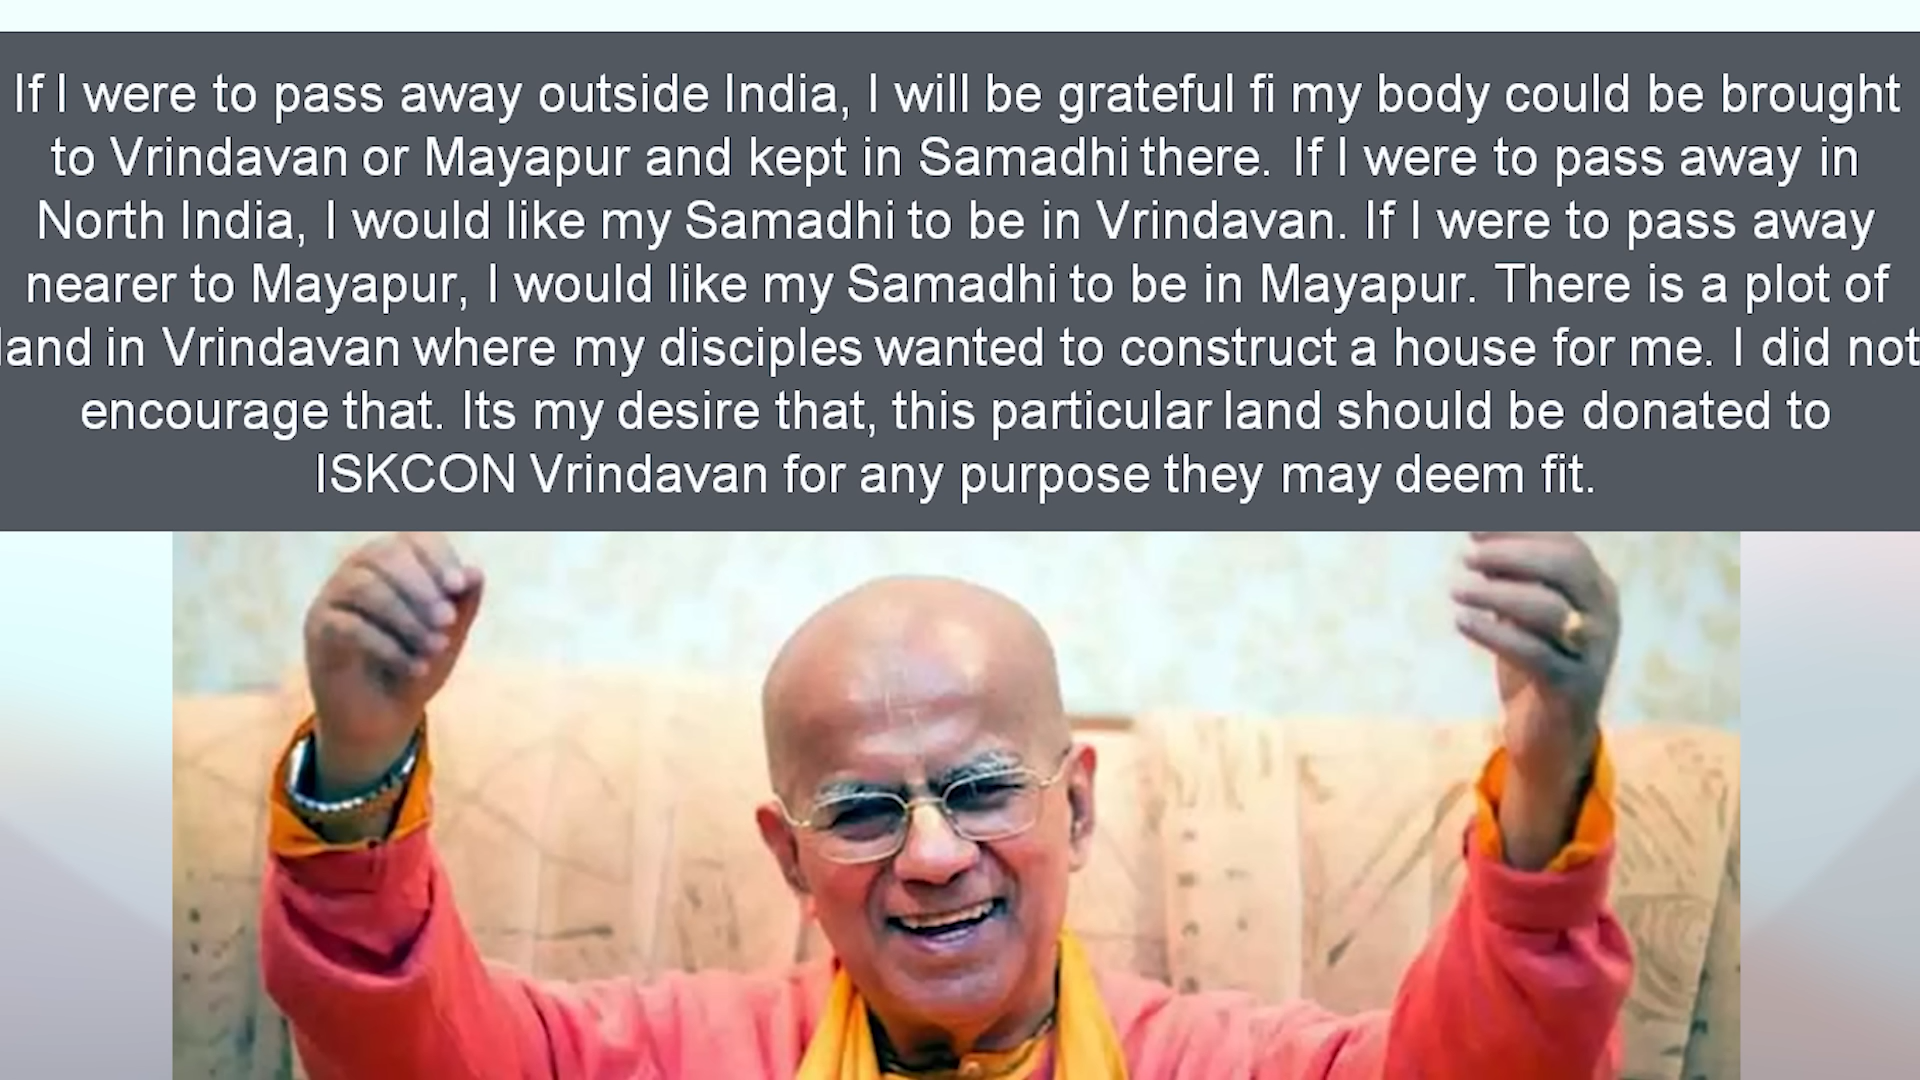 If I were to pass away outside India, I will be grateful fi my body could be brought
to Vrindavan or Mayapur and kept in Samadhi there. If I were to pass away in
North India, I would like my Samadhi to be in Vrindavan. If I were to pass away
nearer to Mayapur, I would like my Samadhi to be in Mayapur. There is a plot of
land in Vrindavan where my disciples wanted to construct a house for me. I did not
encourage that. Its my desire that, this particular land should be donated to
ISKCON Vrindavan for any purpose they may deem fit.